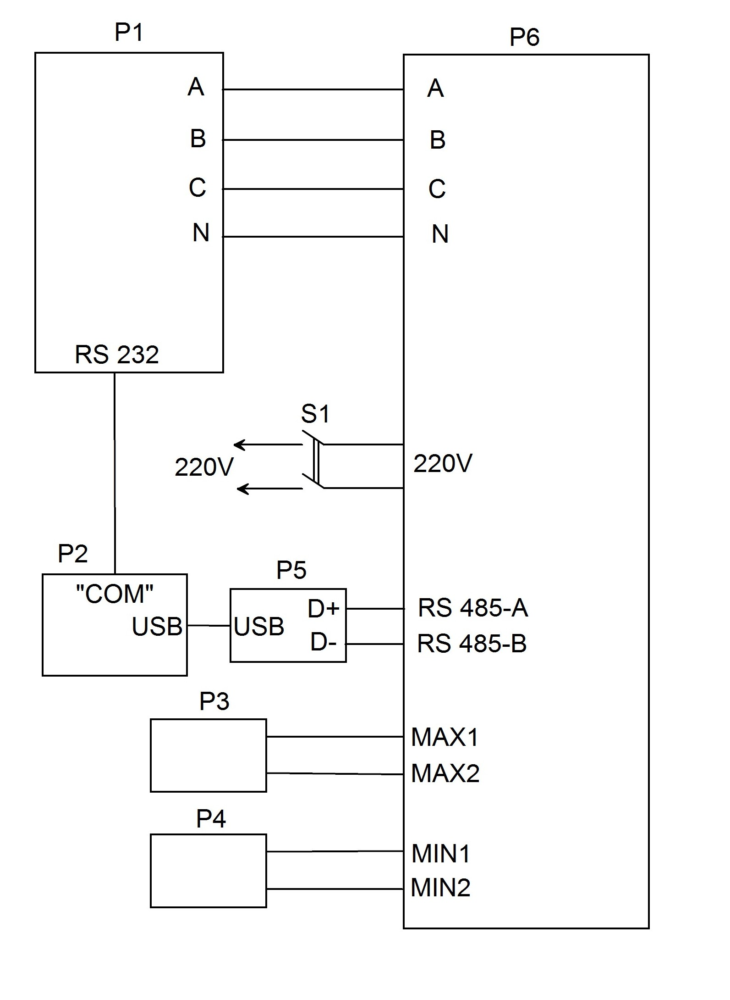 P1
P6
A
A
B
B
C
C
N
N
RS 232
S1
220V
220V
P2
P5
"COM"
USB
USB
D+
D-
RS 485-A
RS 485-B
P3
MAX1
MAX2
P4
MIN1
MIN2